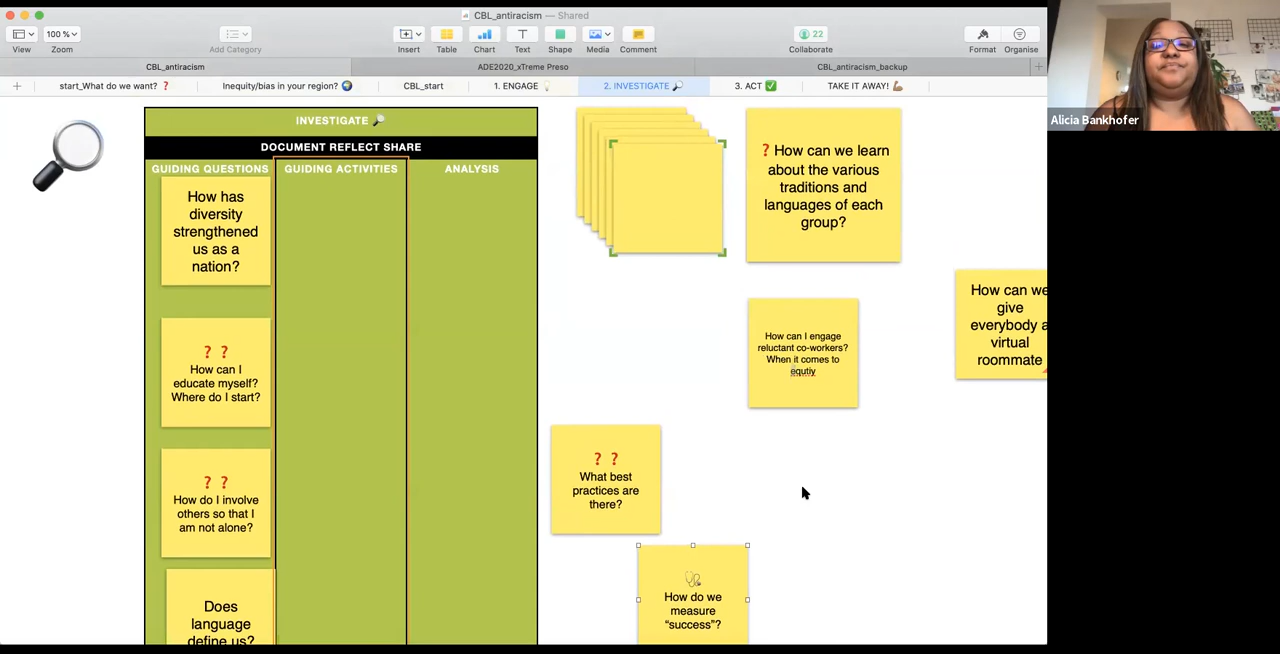 CBL_antiracism — Shared
100 %
22
View
Zoom
Add Category
Insert
Table
Chart
Text
Shape
Media
Comment
Collaborate
Format
Organise
CBL_antiracism
ADE2020_xTreme Preso
CBL_antiracism_backup
start_What do we want? ❓
Inequity/bias in your region? 🌍
CBL_start
1. ENGAGE 💡
2. INVESTIGATE 🔎
3. ACT ✅
TAKE IT AWAY! 💪🏽
Alicia Bankhofer
INVESTIGATE 🔎
DOCUMENT REFLECT SHARE
GUIDING QUESTIONS
GUIDING ACTIVITIES
ANALYSIS
How has
diversity
strengthened
us as a
nation?
❓ ❓
How can I
educate myself?
Where do I start?
❓ ❓
How do I involve
others so that I
am not alone?
Does
language
define us?
❓How can we learn
about the various
traditions and
languages of each
group?
How can I engage
reluctant co-workers?
When it comes to
equtiy
How can we
give
everybody a
virtual
roommate
❓ ❓
What best
practices are
there?
🩺
How do we
measure
“success”?